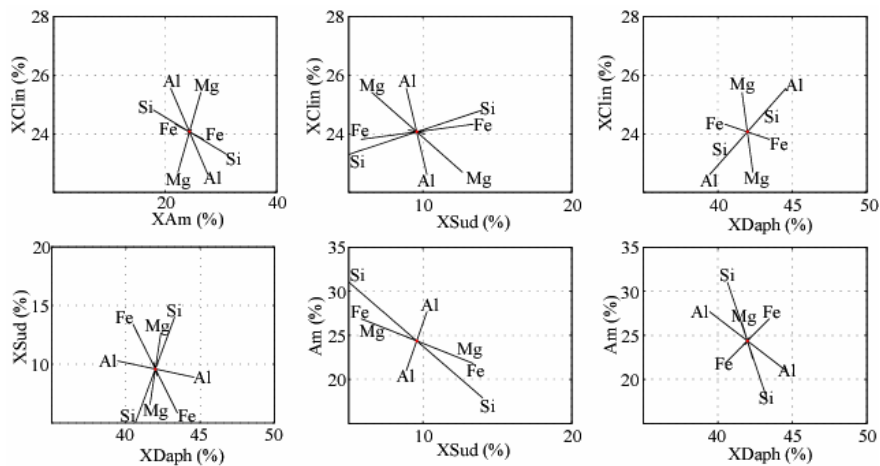 28
26
24
XClin (%)
Al
Mg
Si
Fe
Fe
Si
Mg
Al
20
40
XAm (%)
28
26
24
XClin (%)
Mg
Al
Si
Fe
Fe
Si
Al
Mg
10
20
XSud (%)
28
26
24
XClin (%)
Mg
Al
Si
Fe
Fe
Si
Al
Mg
40
45
50
XDaph (%)
20
15
10
XSud (%)
Fe
Si
Mg
Al
Al
Si
Mg
Fe
40
45
50
XDaph (%)
35
30
25
20
Am (%)
Si
Al
Fe
Mg
Mg
Fe
Al
Si
10
20
XSud (%)
35
30
25
20
Am (%)
Si
Al
Mg
Fe
Fe
Al
Si
40
45
50
XDaph (%)